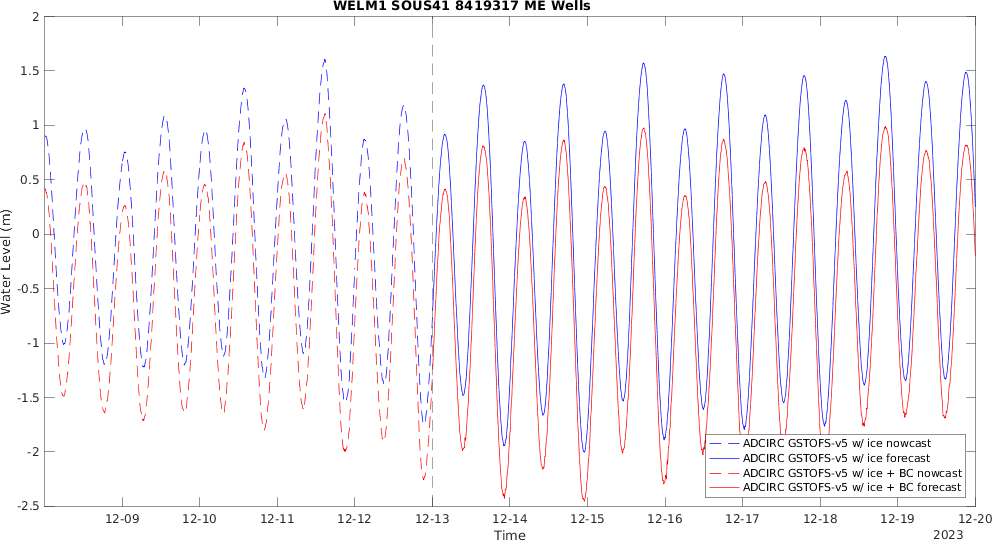 WELM1 SOUS41 8419317 ME Wells
2
1.5
1
0.5
0
-0.5
-1
-1.5
-2
-2.5
Water Level (m)
ADCIRC GSTOFS-v5 w/ ice nowcast
ADCIRC GSTOFS-v5 w/ ice forecast
ADCIRC GSTOFS-v5 w/ ice + BC nowcast
ADCIRC GSTOFS-v5 w/ ice + BC forecast
12-09 12-10 12-11 12-12 12-13 12-14 12-15 12-16 12-17 12-18 12-19 12-20
Time
2023